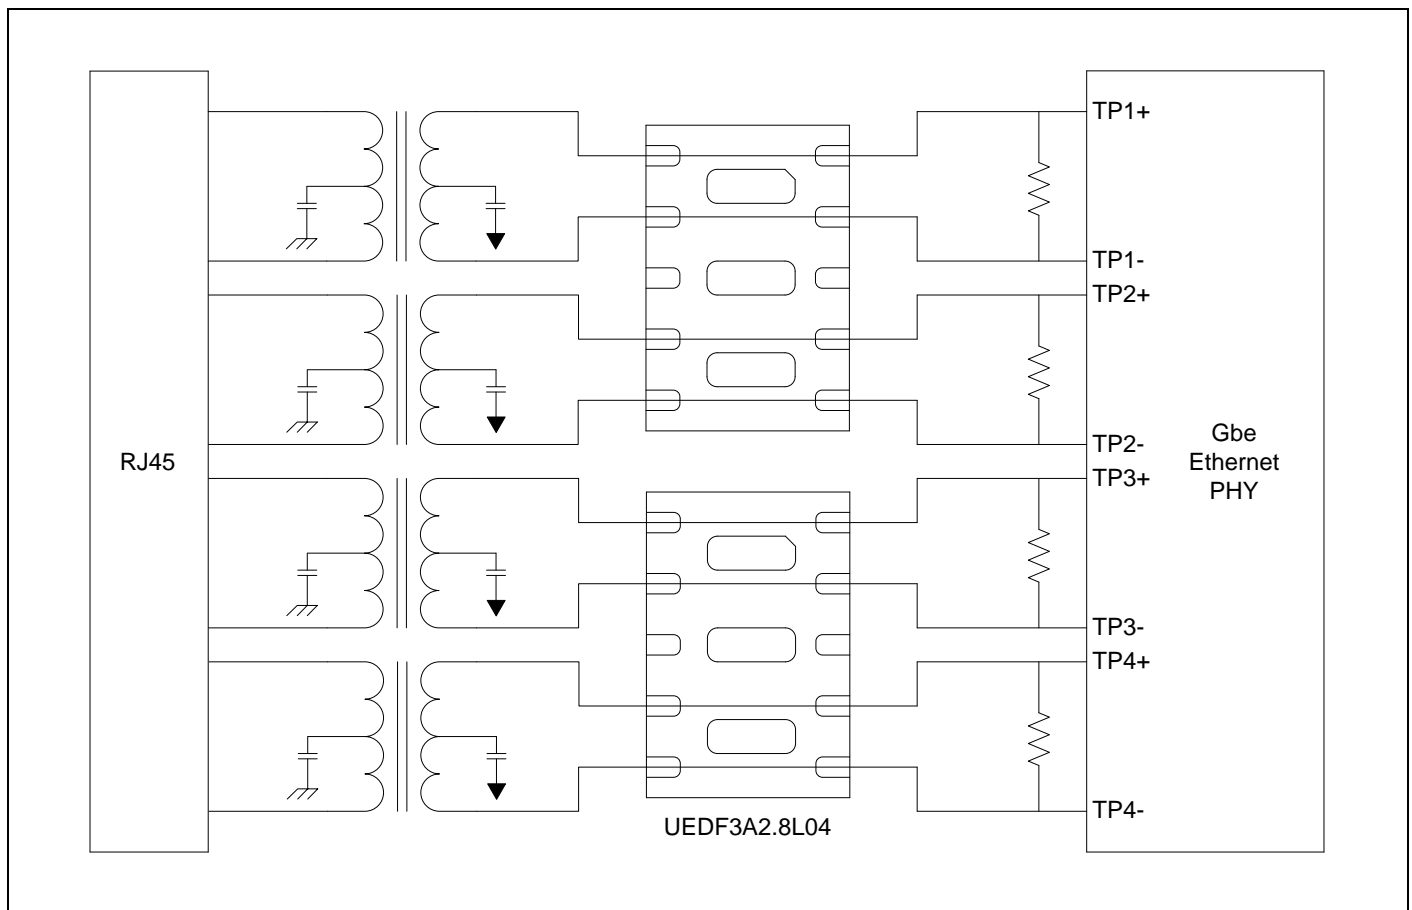 TP1+
TP1-
TP2+
TP2-
RJ45
Gbe
Ethernet
PHY
TP3+
TP3-
TP4+
TP4-
UEDF3A2.8L04